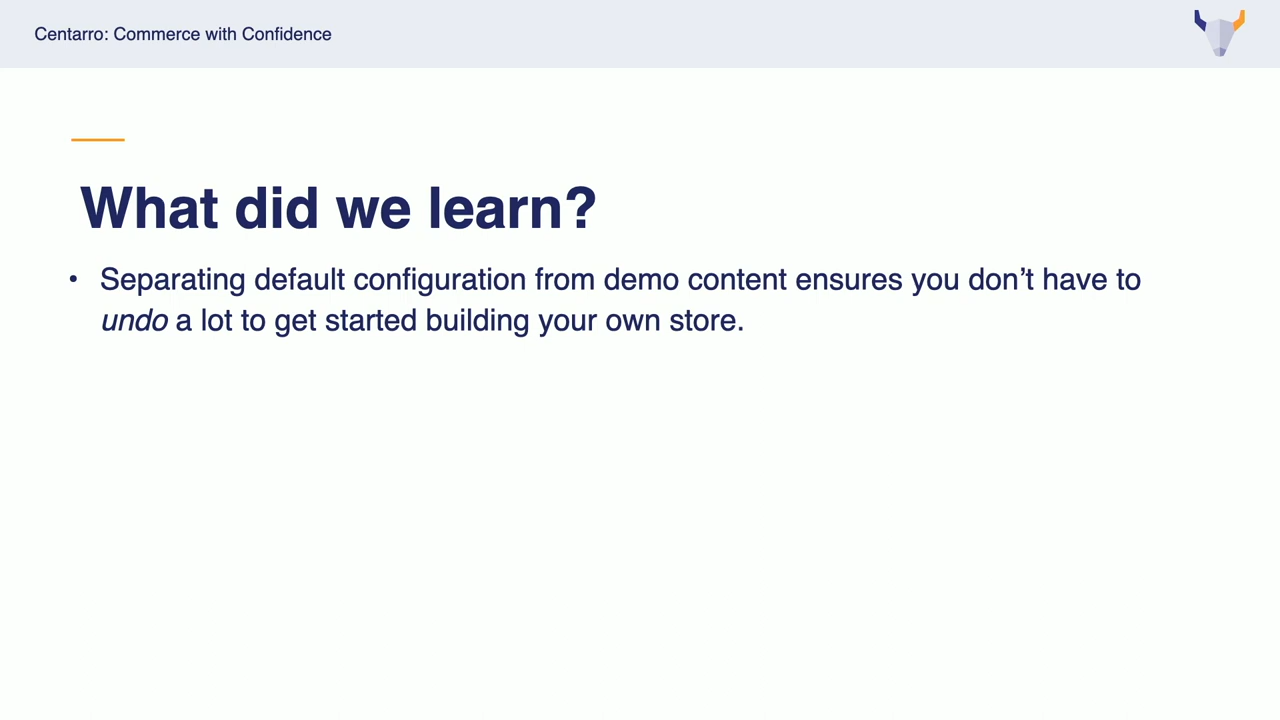 Centarro: Commerce with Confidence
What did we learn?
• Separating default configuration from demo content ensures you don’t have to
undo a lot to get started building your own store.